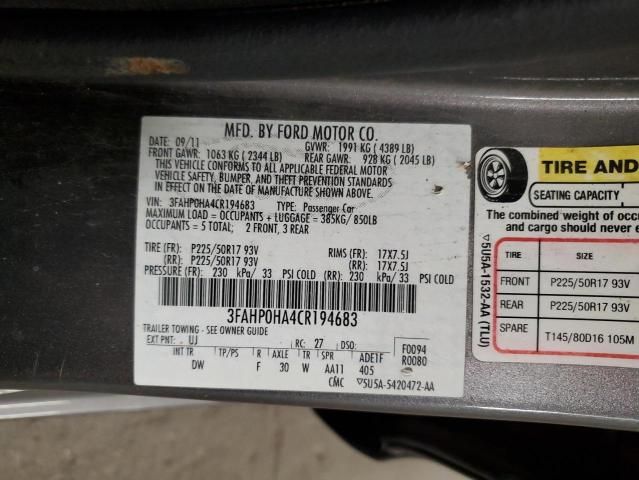 MFD. BY FORD MOTOR CO.
DATE: 09/11 GVWR: 1991 KG ( 4389 LB)
FRONT GAWR: 1063 KG ( 2344 LB) REAR GAWR: 928 KG ( 2045 LB)
THIS VEHICLE CONFORMS TO ALL APPLICABLE FEDERAL MOTOR
VEHICLE SAFETY, BUMPER, AND THEFT PREVENTION STANDARDS
IN EFFECT ON THE DATE OF MANUFACTURE SHOWN ABOVE.
VIN: 3FAHP0HA4CR194683 TYPE: Passenger Car
MAXIMUM LOAD = OCCUPANTS + LUGGAGE = 385KG/ 850LB
OCCUPANTS = 5 TOTAL; 2 FRONT, 3 REAR
TIRE (FR): P225/50R17 93V RIMS (FR): 17X7.5J
(RR): P225/50R17 93V (RR): 17X7.5J
PRESSURE (FR): 230 kPa/ 33 PSI COLD (RR): 230 kPa/ 33 PSI COLD
3FAHP0HA4CR194683
TRAILER TOWING - SEE OWNER GUIDE
EXT PNT: UJ RC: 27 DSO: F0094
R0080
INT TR TP/PS R AXLE TR SPR ADETF
DW F 30 W AA11 405
CMC ▽5U5A-5420472-AA
TIRE AND
SEATING CAPACITY
The combined weight of occu
and cargo should never e
TIRE
FRONT P225/50R17 93V
REAR P225/50R17 93V
SPARE T145/80D16 105M
▽5U5A-1532-AA (TLU)